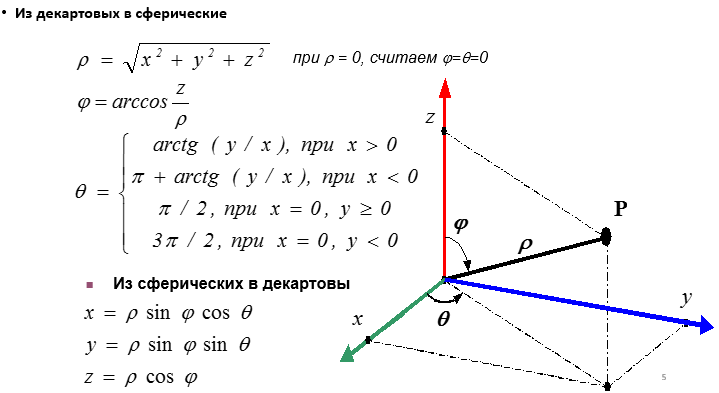 • Из декартовых в сферические
ρ = √(x² + y² + z²) при ρ = 0, считаем φ=θ=0
φ = arccos z/ρ
θ = { arctg ( y / x ), при x > 0
π + arctg ( y / x ), при x < 0
π / 2, при x = 0, y ≥ 0
3π / 2, при x = 0, y < 0
Из сферических в декартовы
x = ρ sin φ cos θ
y = ρ sin φ sin θ
z = ρ cos φ
z
P
φ
ρ
y
x
θ
5